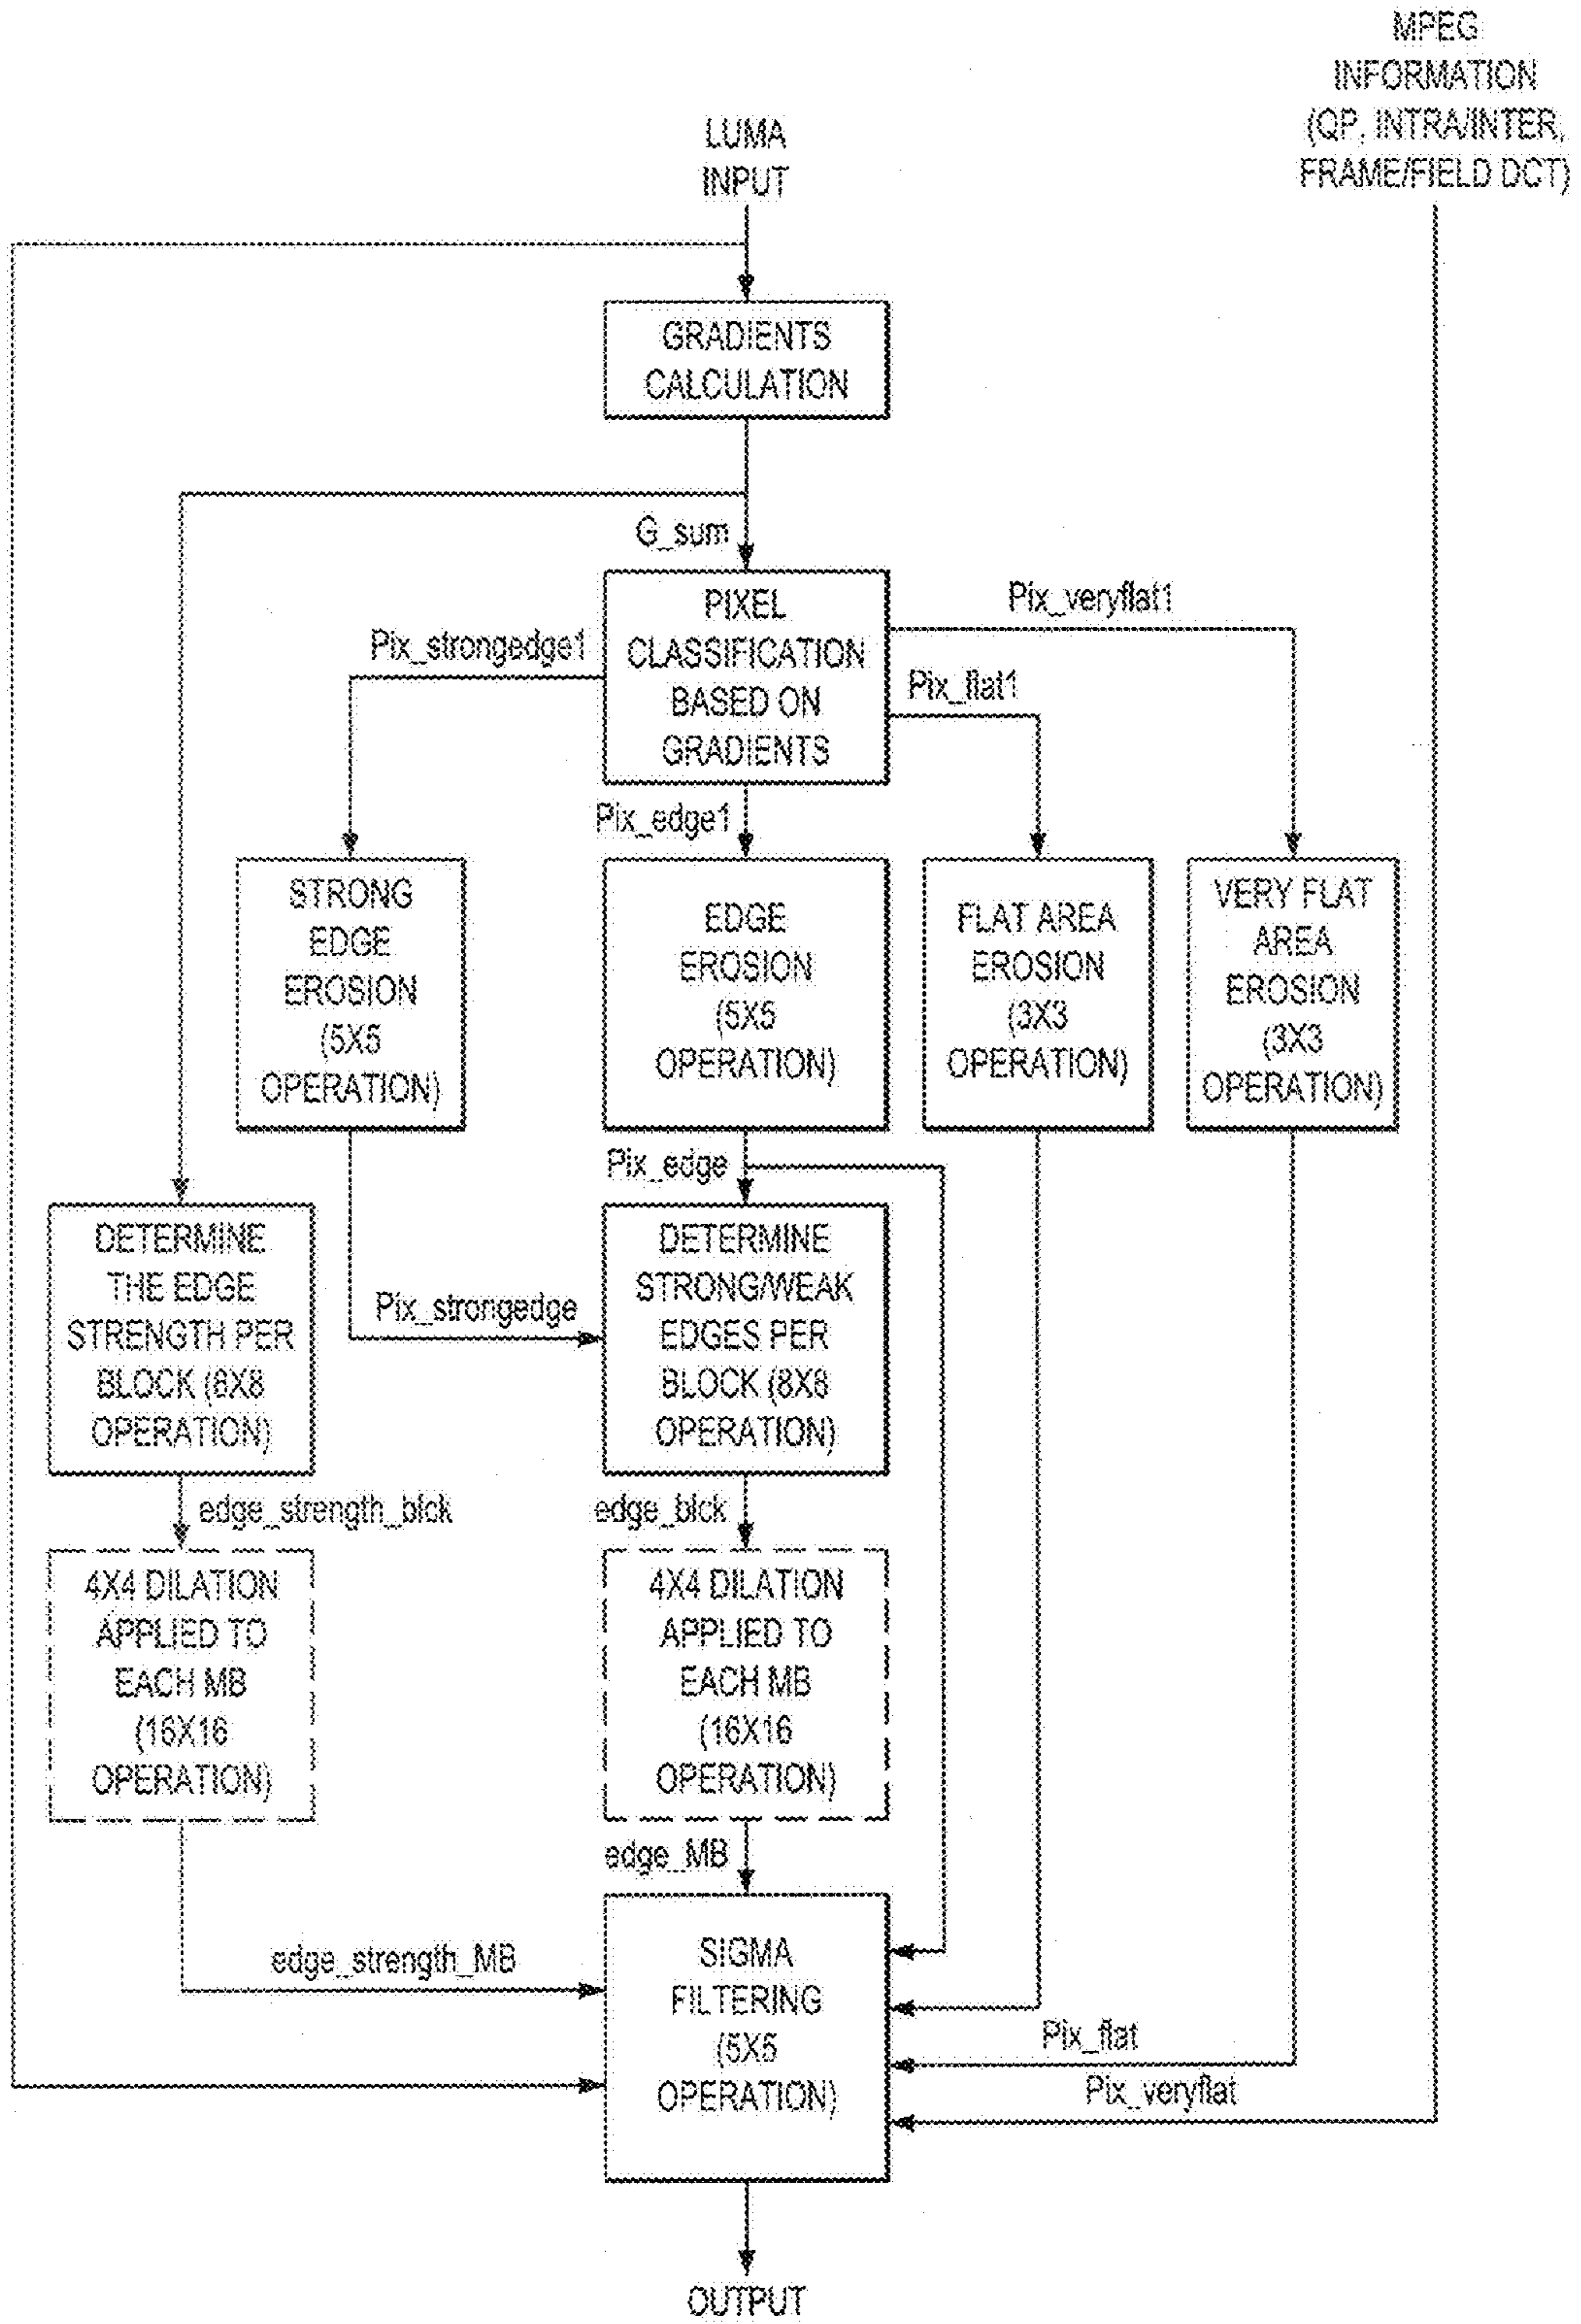 MPEG
INFORMATION
(QP, INTRA/INTER,
FRAME/FIELD DCT)
LUMA
INPUT
GRADIENTS
CALCULATION
G_sum
PIXEL
CLASSIFICATION
BASED ON
GRADIENTS
Pix_veryflat1
Pix_strongedge1
Pix_flat1
Pix_edge1
STRONG
EDGE
EROSION
(5X5
OPERATION)
EDGE
EROSION
(5X5
OPERATION)
FLAT AREA
EROSION
(3X3
OPERATION)
VERY FLAT
AREA
EROSION
(3X3
OPERATION)
Pix_edge
DETERMINE
THE EDGE
STRENGTH PER
BLOCK (8X8
OPERATION)
Pix_strongedge
DETERMINE
STRONG/WEAK
EDGES PER
BLOCK (8X8
OPERATION)
edge_strength_blck
edge_blck
4X4 DILATION
APPLIED TO
EACH MB
(16X16
OPERATION)
4X4 DILATION
APPLIED TO
EACH MB
(16X16
OPERATION)
edge_MB
edge_strength_MB
SIGMA
FILTERING
(5X5
OPERATION)
Pix_flat
Pix_veryflat
OUTPUT